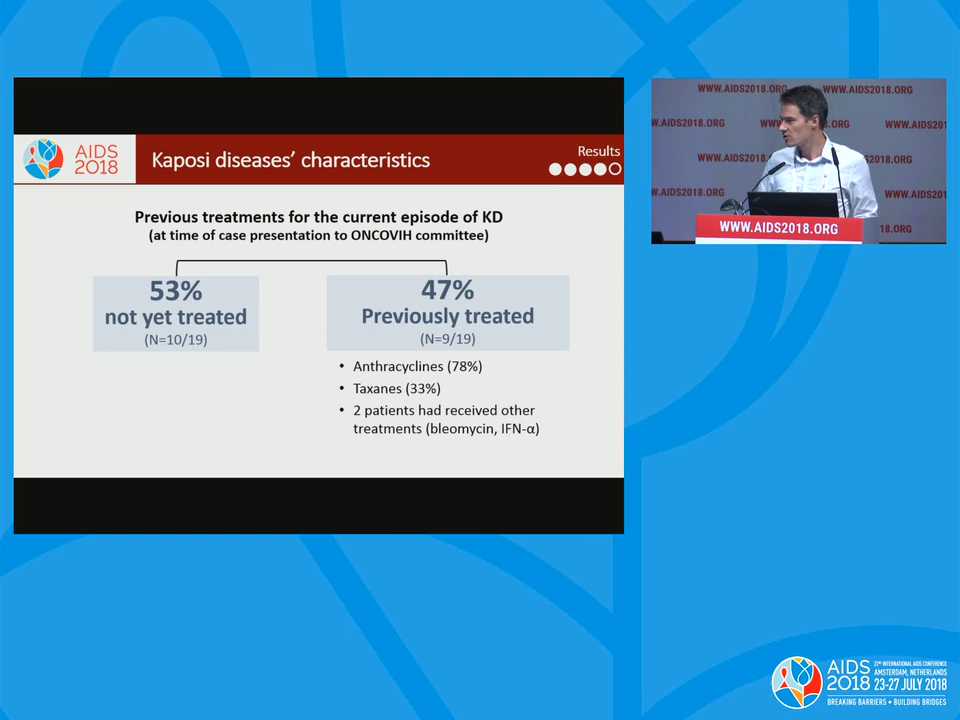 AIDS
2018
Kaposi diseases' characteristics
Results
Previous treatments for the current episode of KD
(at time of case presentation to ONCOVIH committee)
53%
not yet treated
(N=10/19)
47%
Previously treated
(N=9/19)
• Anthracyclines (78%)
• Taxanes (33%)
• 2 patients had received other
treatments (bleomycin, IFN-α)
WWW.AIDS2018.ORG WWW.AIDS2018.ORG
W.AIDS2018.ORG
.ORG
WWW.AIDS201
WWW.AIDS2018.ORG
2018.ORG
W.AIDS2018.ORG
WWW.AIDS201
18.ORG
WWW.AIDS2018.ORG
AIDS
2018
22ND INTERNATIONAL AIDS CONFERENCE
AMSTERDAM, NETHERLANDS
23-27 JULY 2018
BREAKING BARRIERS • BUILDING BRIDGES